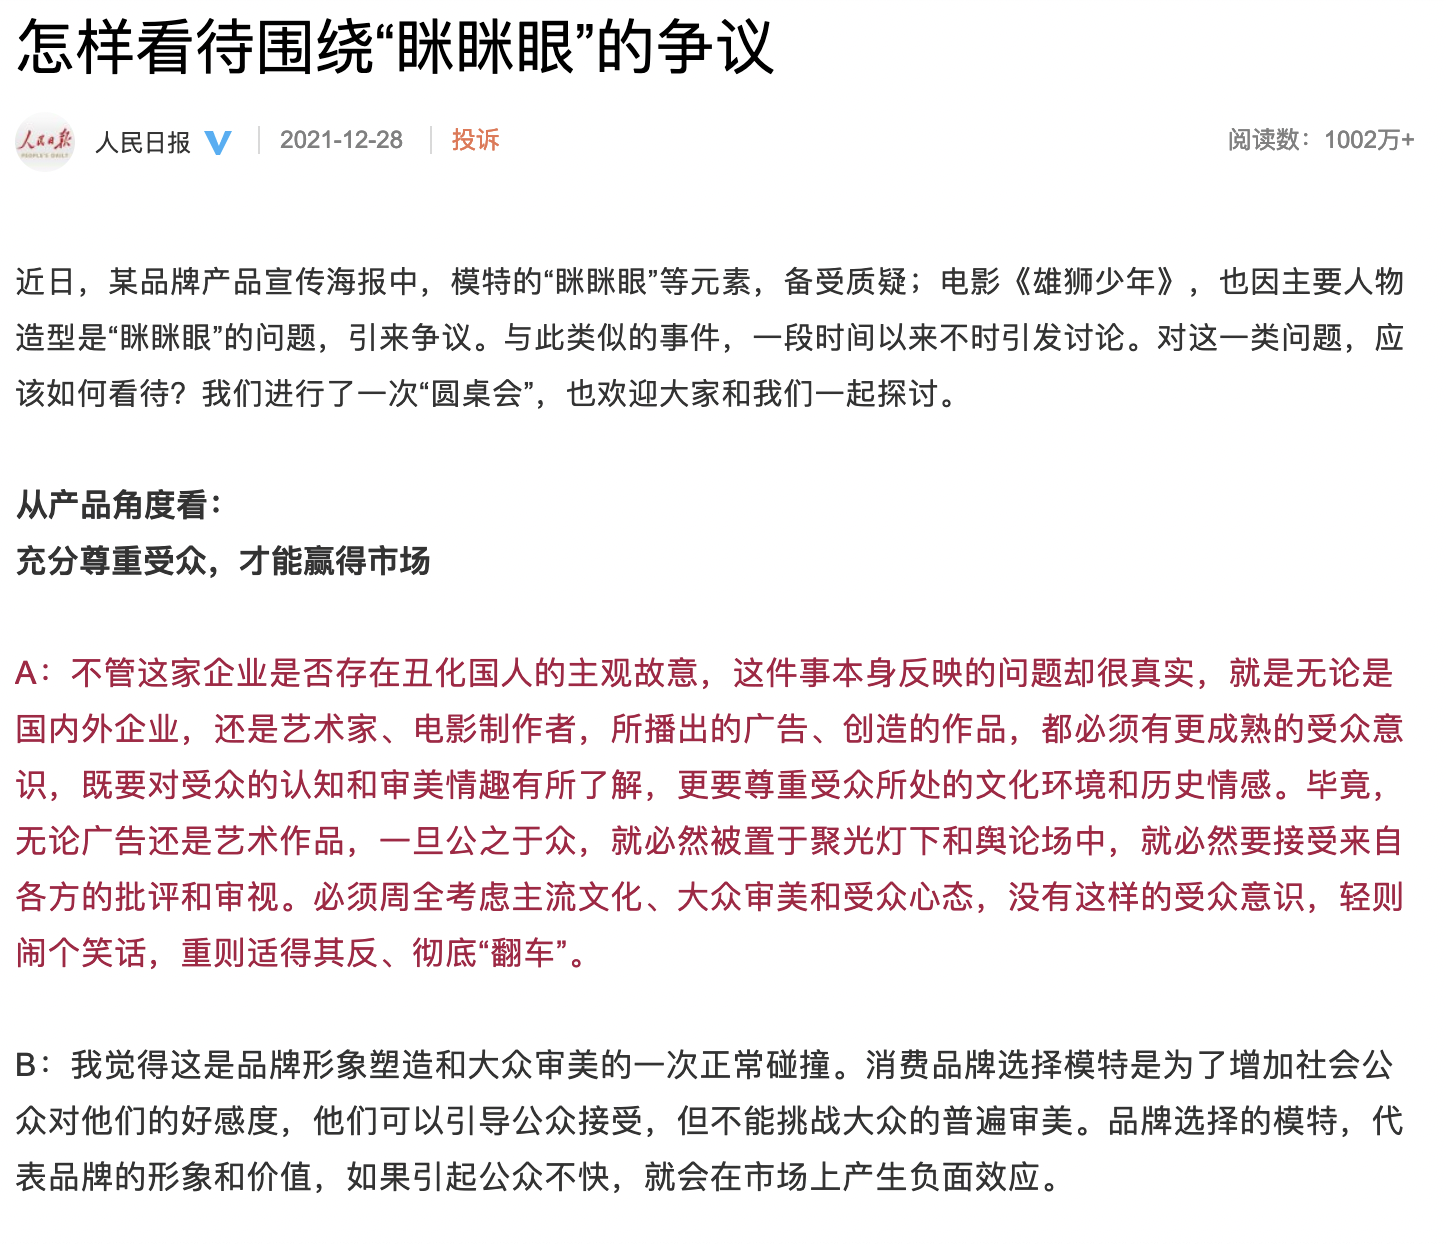 怎样看待围绕“眯眯眼”的争议
人民日报 2021-12-28 投诉 阅读数：1002万+
人民日报
PEOPLE'S DAILY
近日，某品牌产品宣传海报中，模特的“眯眯眼”等元素，备受质疑；电影《雄狮少年》，也因主要人物
造型是“眯眯眼”的问题，引来争议。与此类似的事件，一段时间以来不时引发讨论。对这一类问题，应
该如何看待？我们进行了一次“圆桌会”，也欢迎大家和我们一起探讨。
从产品角度看：
充分尊重受众，才能赢得市场
A：不管这家企业是否存在丑化国人的主观故意，这件事本身反映的问题却很真实，就是无论是
国内外企业，还是艺术家、电影制作者，所播出的广告、创造的作品，都必须有更成熟的受众意
识，既要对受众的认知和审美情趣有所了解，更要尊重受众所处的文化环境和历史情感。毕竟，
无论广告还是艺术作品，一旦公之于众，就必然被置于聚光灯下和舆论场中，就必然要接受来自
各方的批评和审视。必须周全考虑主流文化、大众审美和受众心态，没有这样的受众意识，轻则
闹个笑话，重则适得其反、彻底“翻车”。
B：我觉得这是品牌形象塑造和大众审美的一次正常碰撞。消费品牌选择模特是为了增加社会公
众对他们的好感度，他们可以引导公众接受，但不能挑战大众的普遍审美。品牌选择的模特，代
表品牌的形象和价值，如果引起公众不快，就会在市场上产生负面效应。